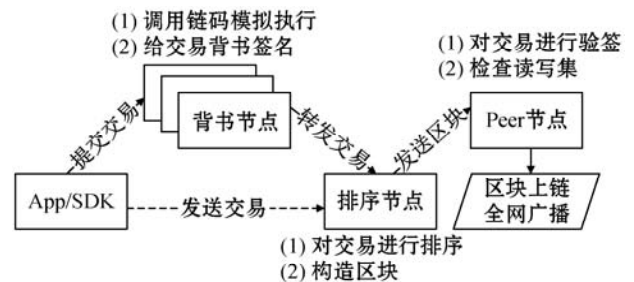 (1) 调用链码模拟执行
(2) 给交易背书签名
(1) 对交易进行验签
(2) 检查读写集
提交交易
背书节点
转发交易
发送区块
Peer节点
App/SDK
发送交易
排序节点
区块上链
全网广播
(1) 对交易进行排序
(2) 构造区块